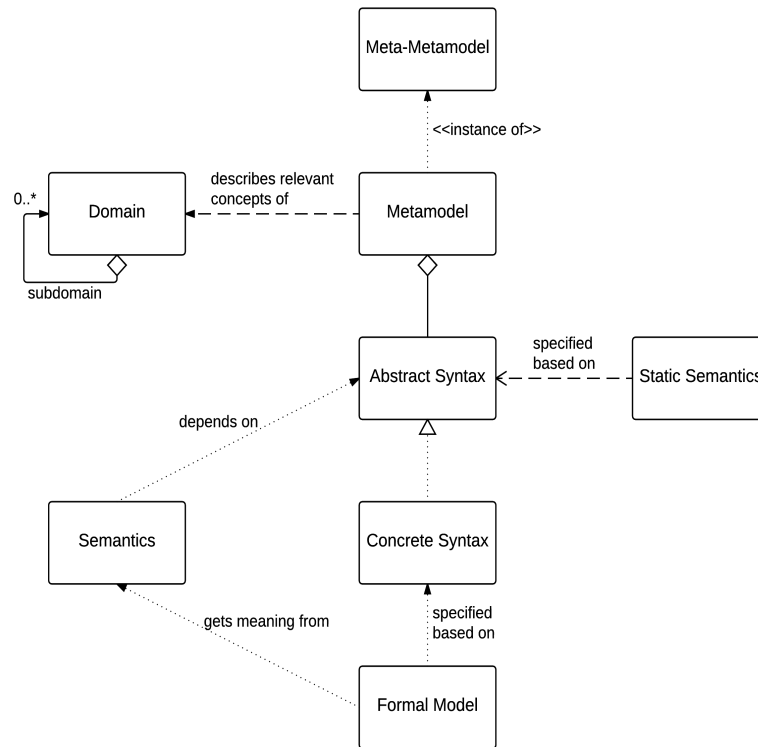 Meta-Metamodel
<<instance of>>
describes relevant
concepts of
0..*
Domain
Metamodel
subdomain
specified
based on
Abstract Syntax
Static Semantics
depends on
Semantics
Concrete Syntax
specified
based on
gets meaning from
Formal Model